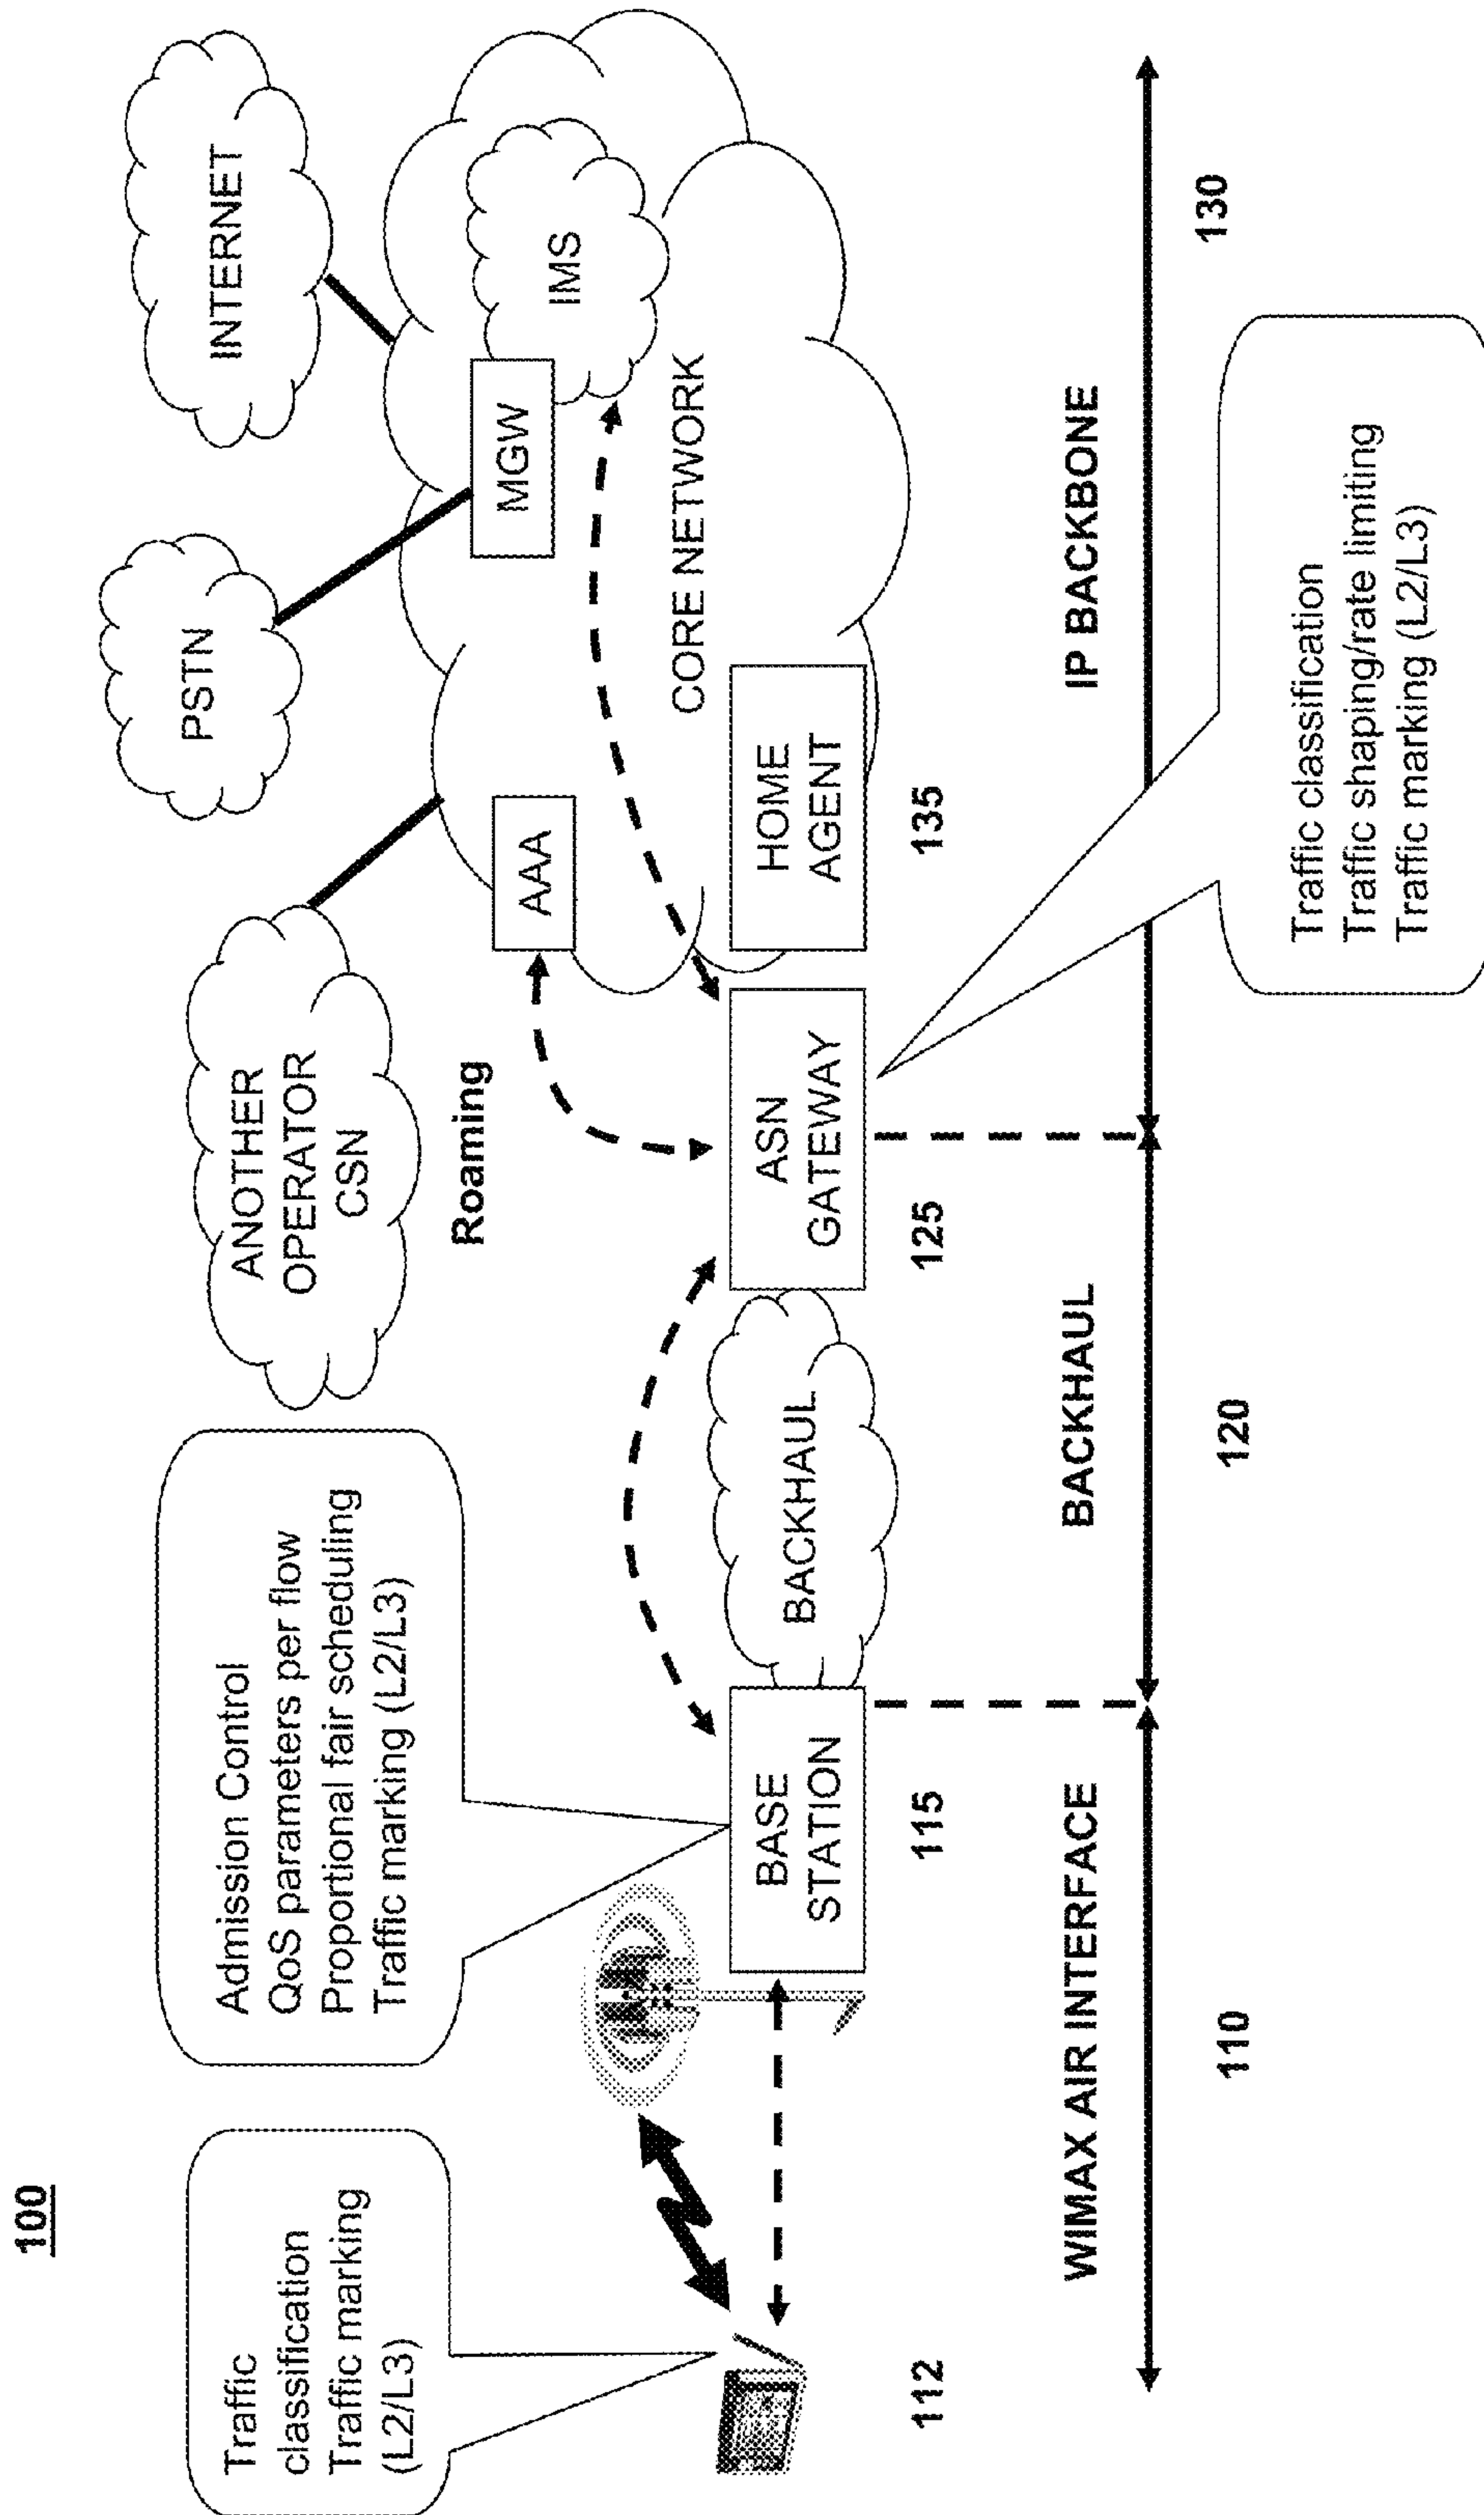 100
Traffic
classification
Traffic marking
(L2/L3)
Admission Control
QoS parameters per flow
Proportional fair scheduling
Traffic marking (L2/L3)
ANOTHER
OPERATOR
CSN
Roaming
PSTN
INTERNET
AAA
MGW
IMS
CORE NETWORK
112
BASE
STATION
115
BACKHAUL
ASN
GATEWAY
125
HOME
AGENT
135
WIMAX AIR INTERFACE
110
BACKHAUL
120
IP BACKBONE
130
Traffic classification
Traffic shaping/rate limiting
Traffic marking (L2/L3)